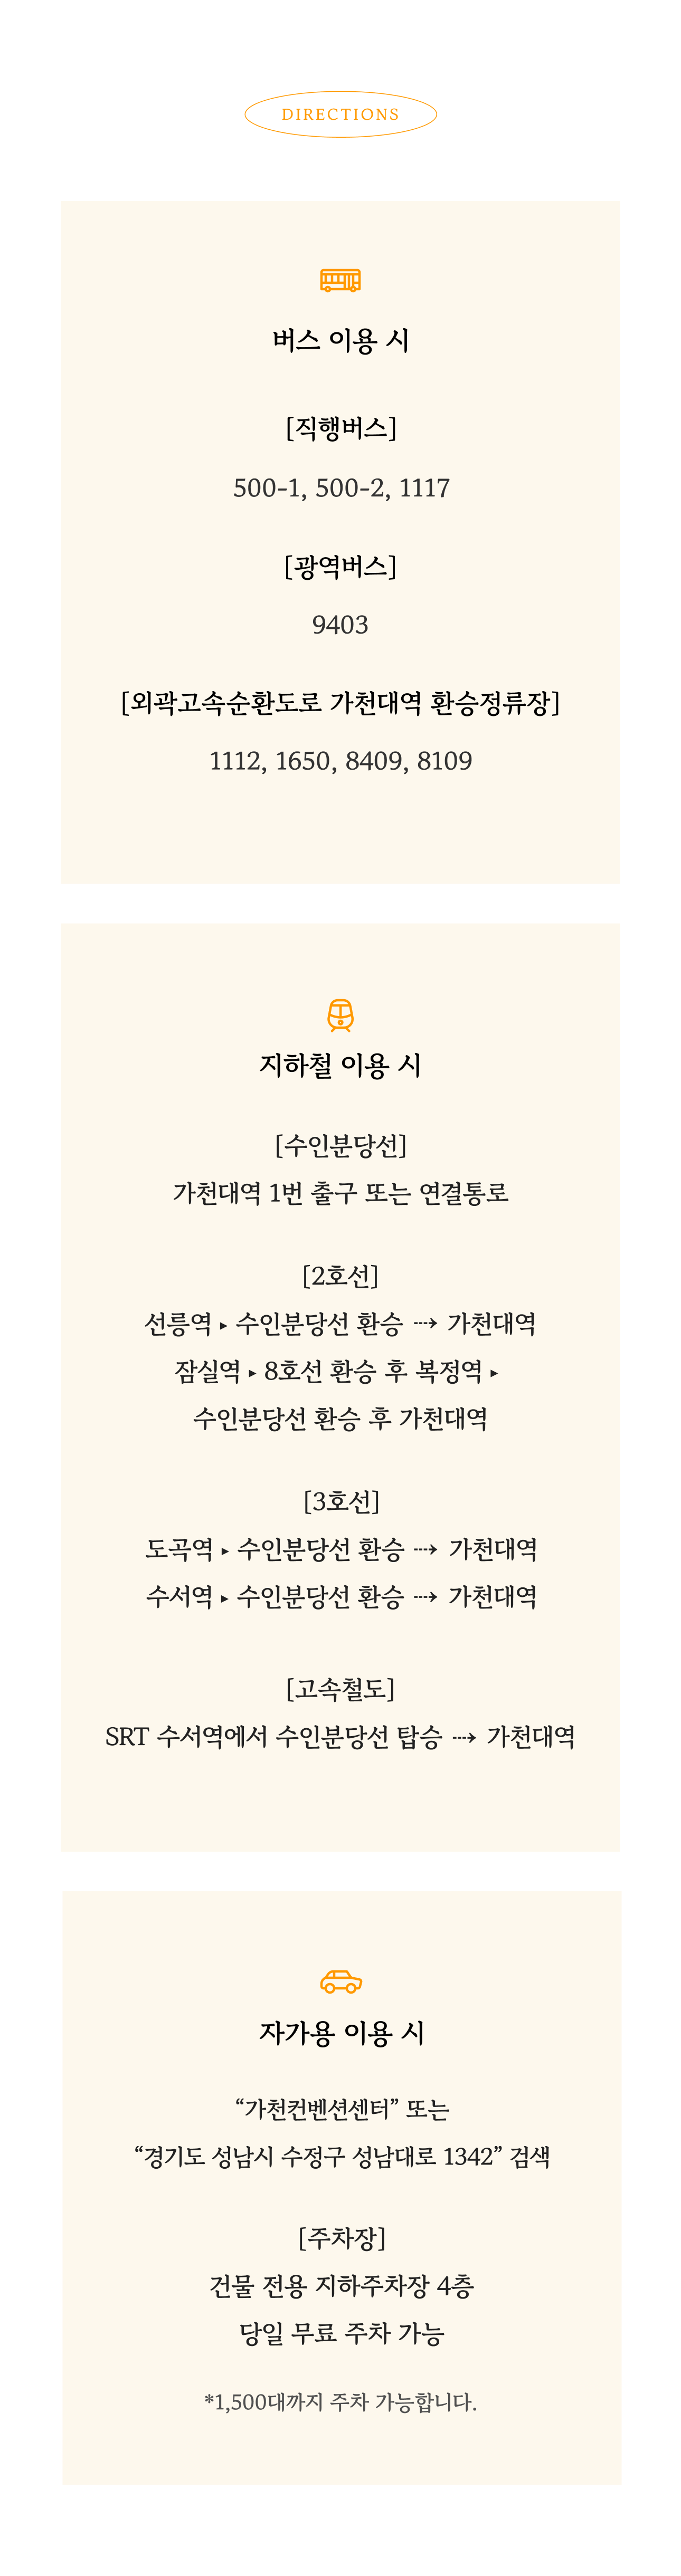 DIRECTIONS
버스 이용 시
[직행버스]
500-1, 500-2, 1117
[광역버스]
9403
[외곽고속순환도로 가천대역 환승정류장]
1112, 1650, 8409, 8109
지하철 이용 시
[수인분당선]
가천대역 1번 출구 또는 연결통로
[2호선]
선릉역 ▸ 수인분당선 환승 ⤑ 가천대역
잠실역 ▸ 8호선 환승 후 복정역 ▸
수인분당선 환승 후 가천대역
[3호선]
도곡역 ▸ 수인분당선 환승 ⤑ 가천대역
수서역 ▸ 수인분당선 환승 ⤑ 가천대역
[고속철도]
SRT 수서역에서 수인분당선 탑승 ⤑ 가천대역
자가용 이용 시
“가천컨벤션센터” 또는
“경기도 성남시 수정구 성남대로 1342” 검색
[주차장]
건물 전용 지하주차장 4층
당일 무료 주차 가능
*1,500대까지 주차 가능합니다.